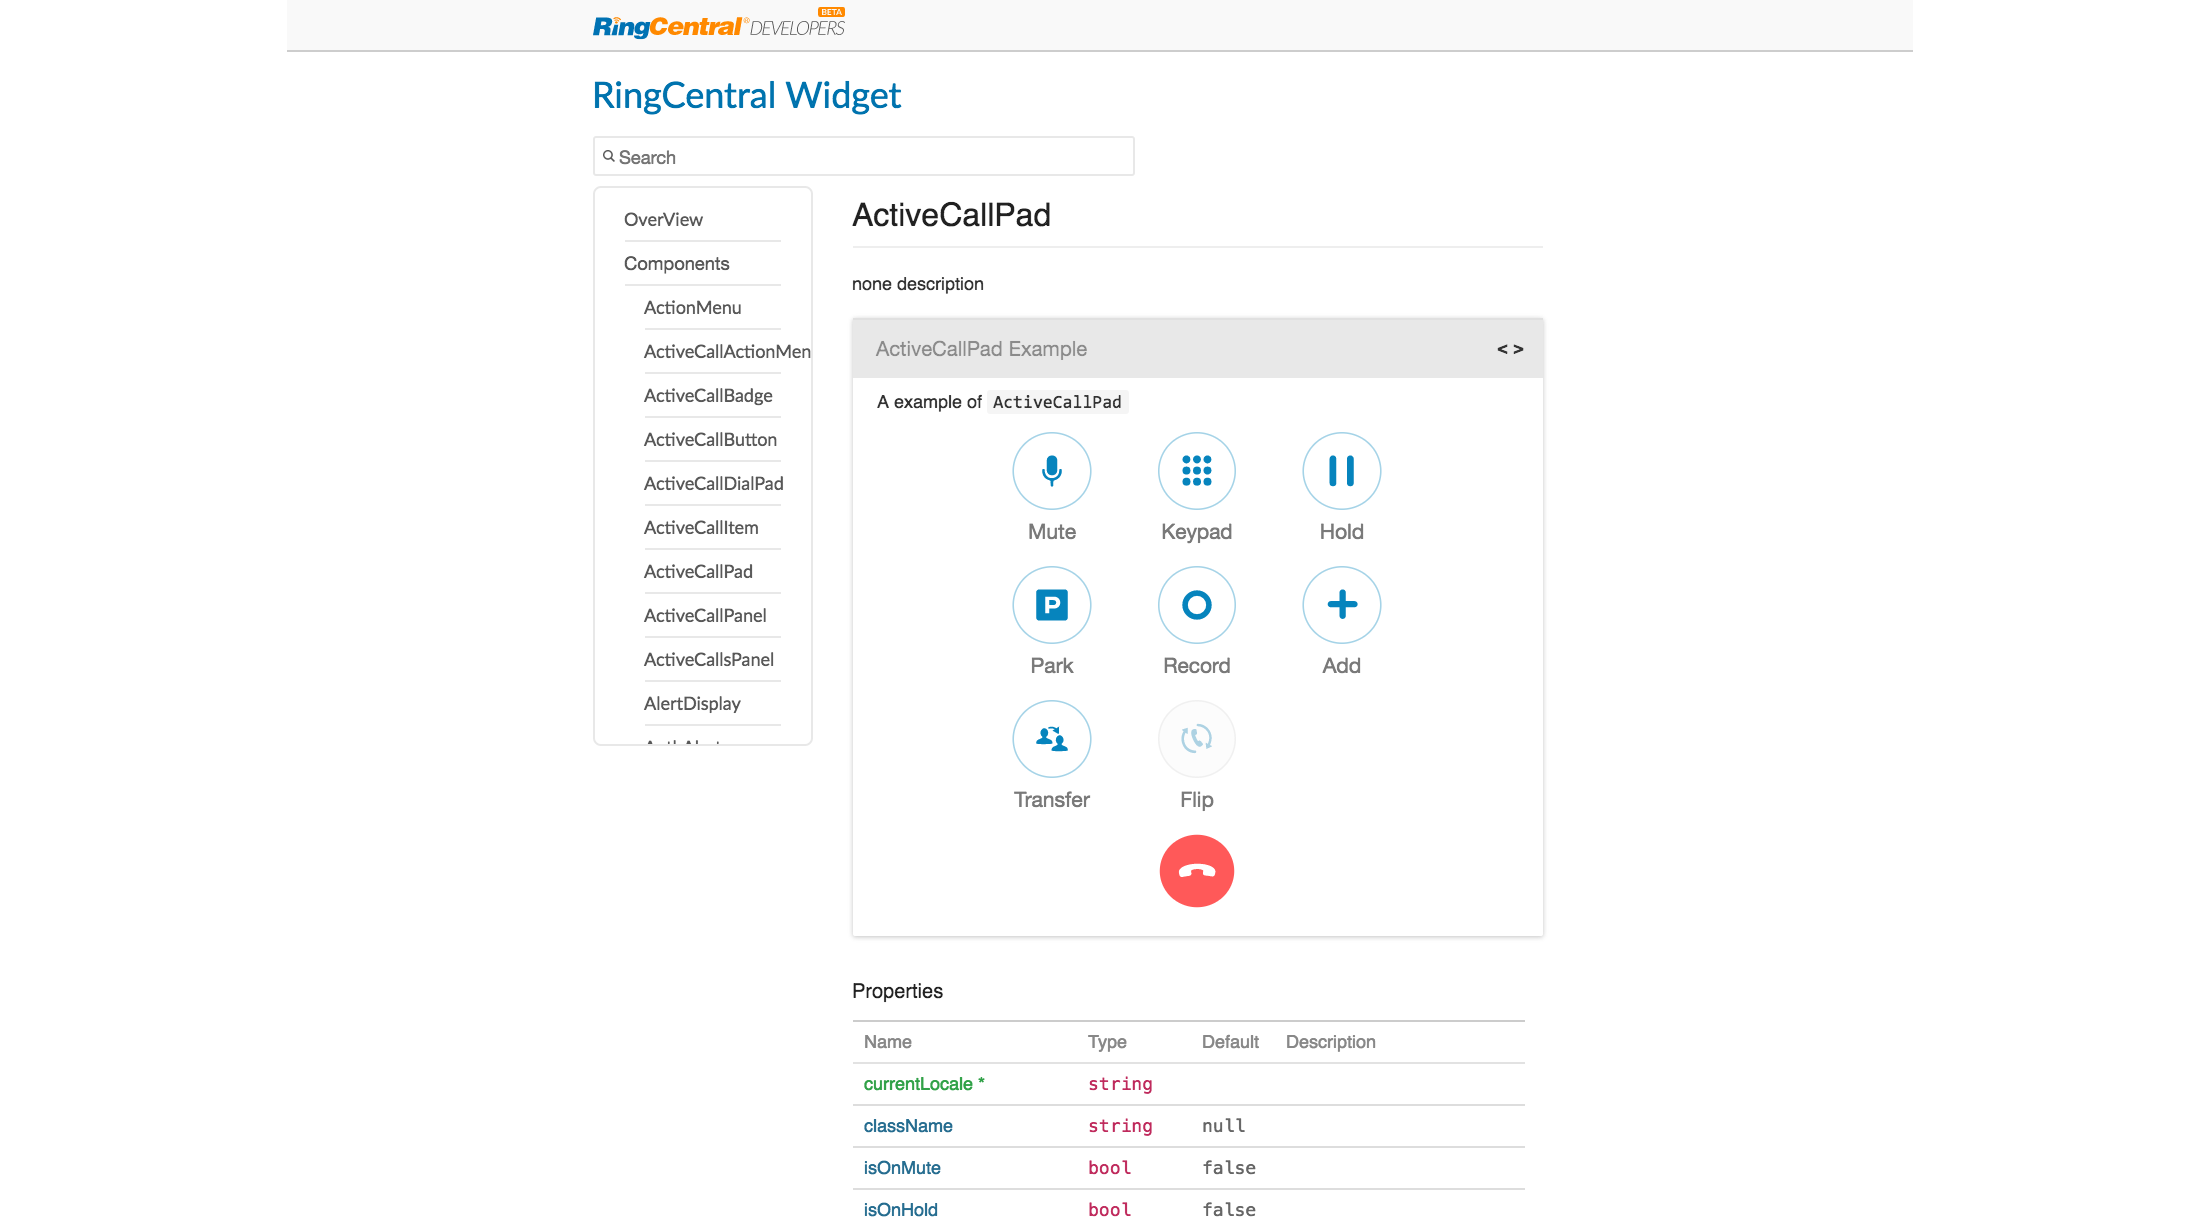 RingCentral® DEVELOPERS BETA
RingCentral Widget
Search
OverView
Components
ActionMenu
ActiveCallActionMen
ActiveCallBadge
ActiveCallButton
ActiveCallDialPad
ActiveCallItem
ActiveCallPad
ActiveCallPanel
ActiveCallsPanel
AlertDisplay
ActiveCallPad
none description
ActiveCallPad Example
< >
A example of ActiveCallPad
Mute Keypad Hold
P
Park Record Add
Transfer Flip
Properties
Name Type Default Description
currentLocale * string
className string null
isOnMute bool false
isOnHold bool false